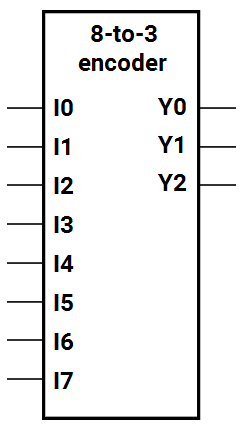 8-to-3
encoder
I0 Y0
I1 Y1
I2 Y2
I3
I4
I5
I6
I7